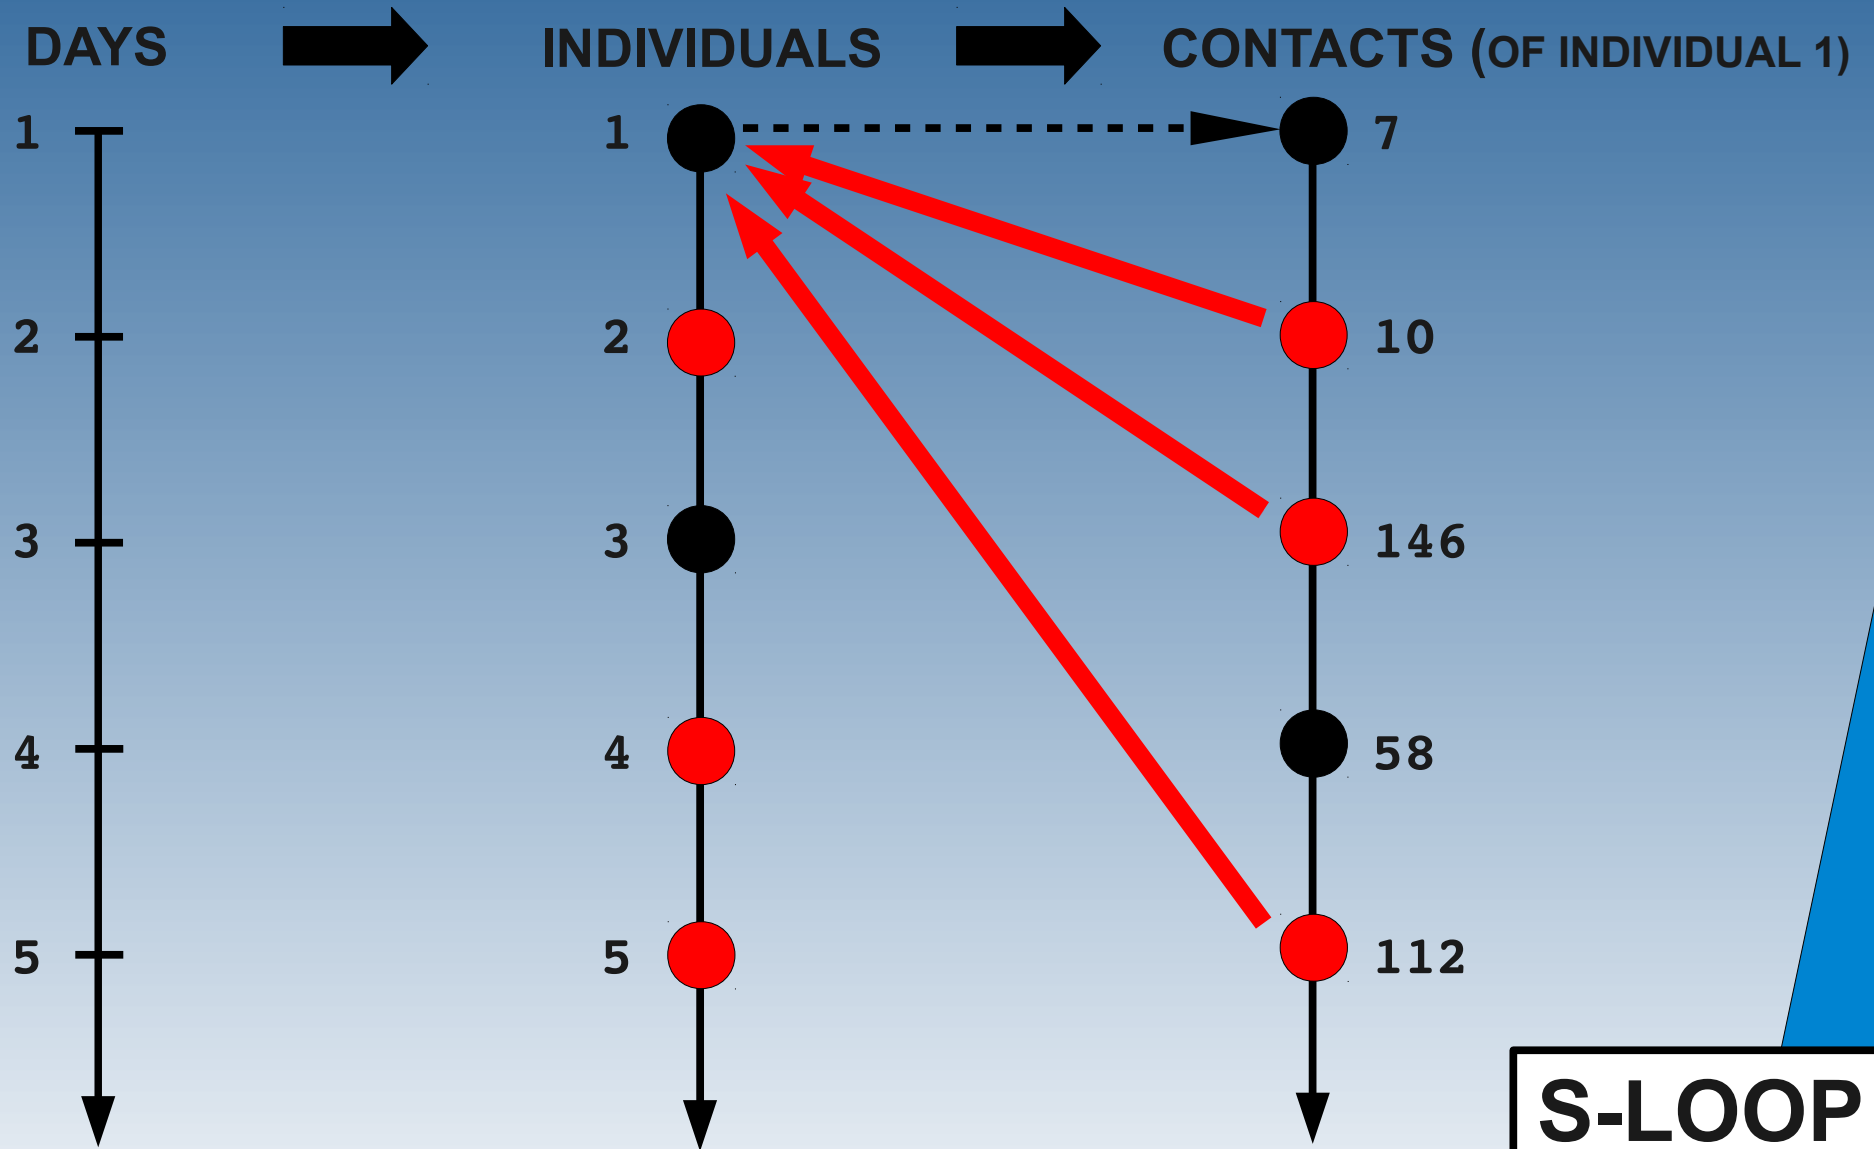 DAYS INDIVIDUALS CONTACTS (OF INDIVIDUAL 1)
1 1 7
2 2 10
3 3 146
4 4 58
5 5 112
S-LOOP